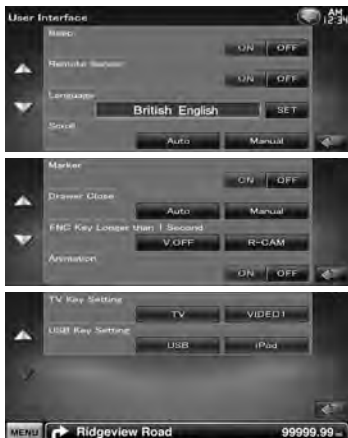 User Interface
AM
12:34
Beep
ON OFF
Remote Sensor
ON OFF
Language
British English SET
Scroll
Auto Manual
Marker
ON OFF
Drawer Close
Auto Manual
ENC Key Longer than 1 Second
V.OFF R-CAM
Animation
ON OFF
TV Key Setting
TV VIDEO1
USB Key Setting
USB iPod
MENU Ridgeview Road 99999.99